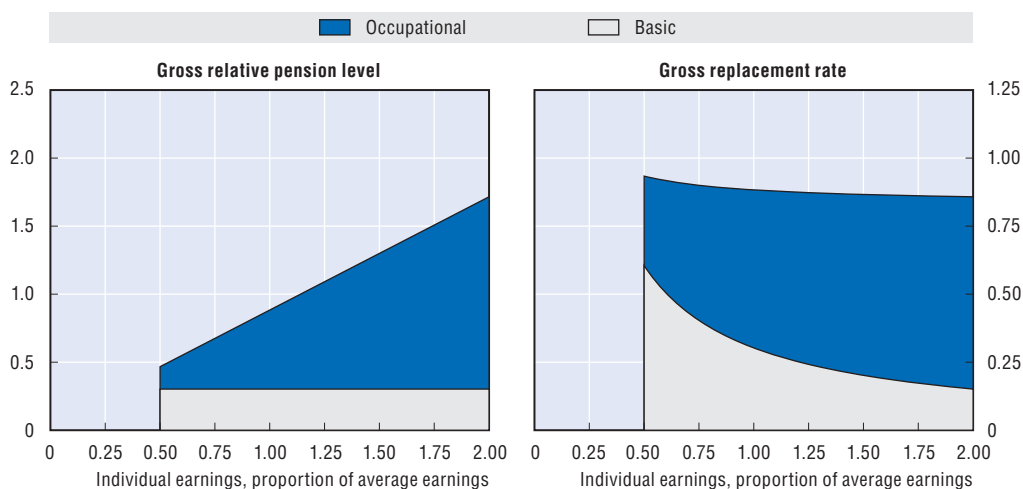 Occupational Basic
Gross relative pension level
2.5
2.0
1.5
1.0
0.5
0
0 0.25 0.50 0.75 1.00 1.25 1.50 1.75 2.00
Individual earnings, proportion of average earnings
Gross replacement rate
1.25
1.00
0.75
0.50
0.25
0
0 0.25 0.50 0.75 1.00 1.25 1.50 1.75 2.00
Individual earnings, proportion of average earnings